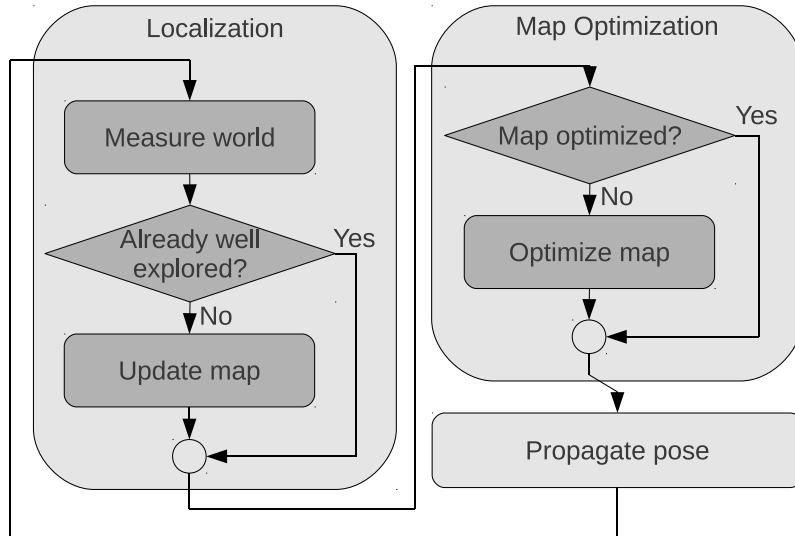 Localization
Measure world
Already well
explored?
Yes
No
Update map
Map Optimization
Map optimized?
Yes
No
Optimize map
Propagate pose